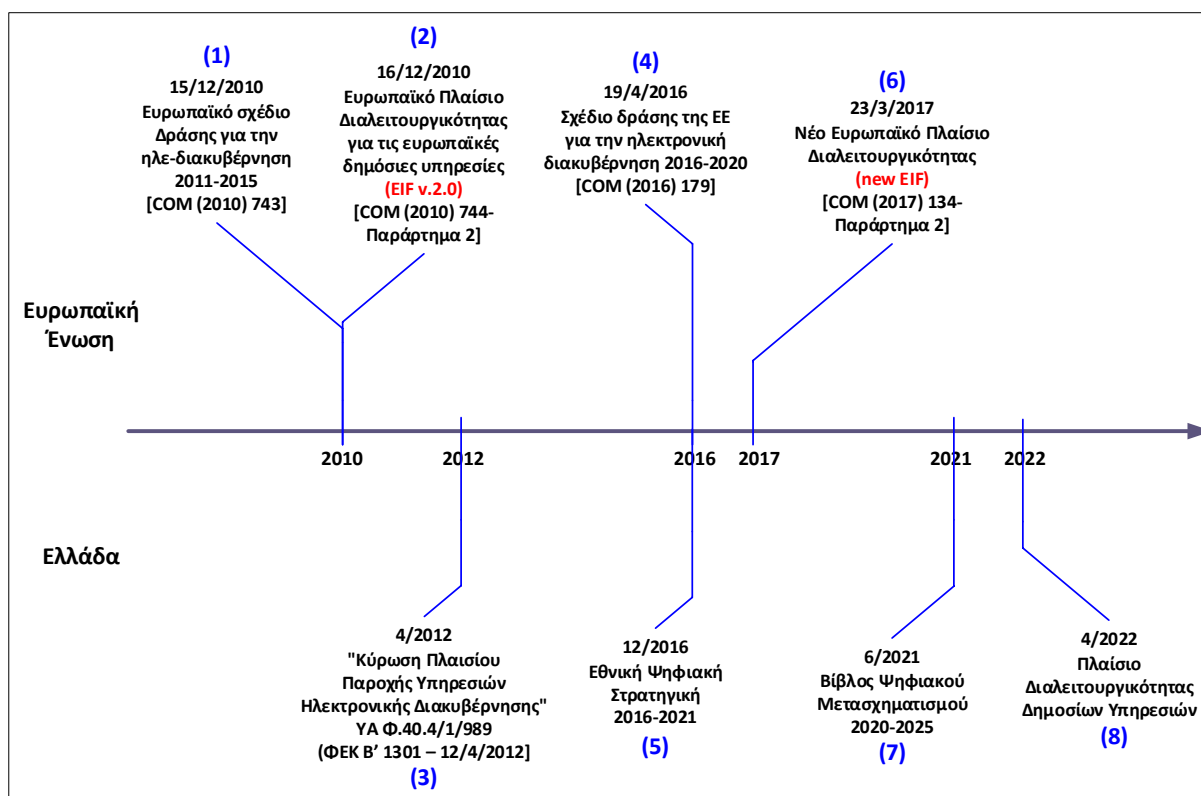 (1)
15/12/2010
Ευρωπαϊκό σχέδιο
Δράσης για την
ηλε-διακυβέρνηση
2011-2015
[COM (2010) 743]
(2)
16/12/2010
Ευρωπαϊκό Πλαίσιο
Διαλειτουργικότητας
για τις ευρωπαϊκές
δημόσιες υπηρεσίες
(EIF v.2.0)
[COM (2010) 744-
Παράρτημα 2]
(4)
19/4/2016
Σχέδιο δράσης της ΕΕ
για την ηλεκτρονική
διακυβέρνηση 2016-2020
[COM (2016) 179]
(6)
23/3/2017
Νέο Ευρωπαϊκό Πλαίσιο
Διαλειτουργικότητας
(new EIF)
[COM (2017) 134-
Παράρτημα 2]
Ευρωπαϊκή
Ένωση
2010
2012
2016
2017
2021
2022
Ελλάδα
4/2012
"Κύρωση Πλαισίου
Παροχής Υπηρεσιών
Ηλεκτρονικής Διακυβέρνησης"
ΥΑ Φ.40.4/1/989
(ΦΕΚ Β’ 1301 – 12/4/2012]
(3)
12/2016
Εθνική Ψηφιακή
Στρατηγική
2016-2021
(5)
6/2021
Βίβλος Ψηφιακού
Μετασχηματισμού
2020-2025
(7)
4/2022
Πλαίσιο
Διαλειτουργικότητας
Δημοσίων Υπηρεσιών
(8)